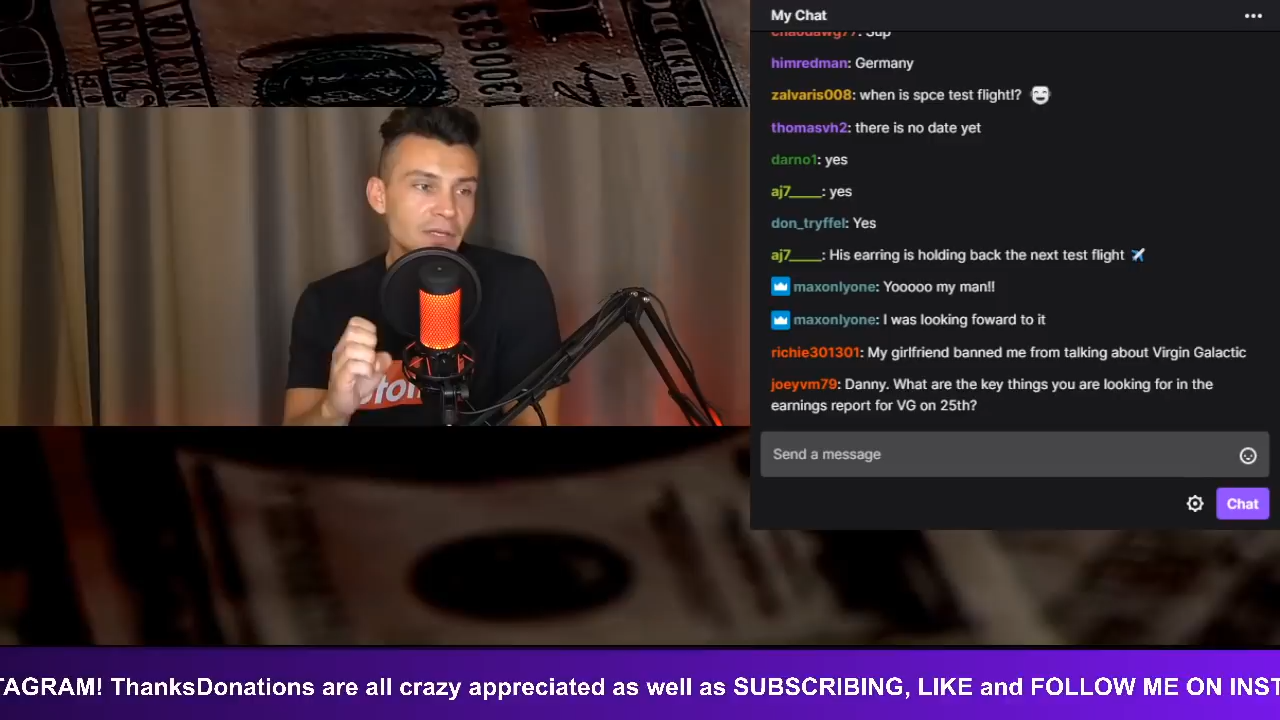 My Chat
chaodawg77: Sup
himredman: Germany
zalvaris008: when is spce test flight!?
thomasvh2: there is no date yet
darno1: yes
aj7____: yes
don_tryffel: Yes
aj7____: His earring is holding back the next test flight
maxonlyone: Yooooo my man!!
maxonlyone: I was looking foward to it
richie301301: My girlfriend banned me from talking about Virgin Galactic
joeyvm79: Danny. What are the key things you are looking for in the
earnings report for VG on 25th?
Send a message
Chat
TAGRAM! ThanksDonations are all crazy appreciated as well as SUBSCRIBING, LIKE and FOLLOW ME ON INST